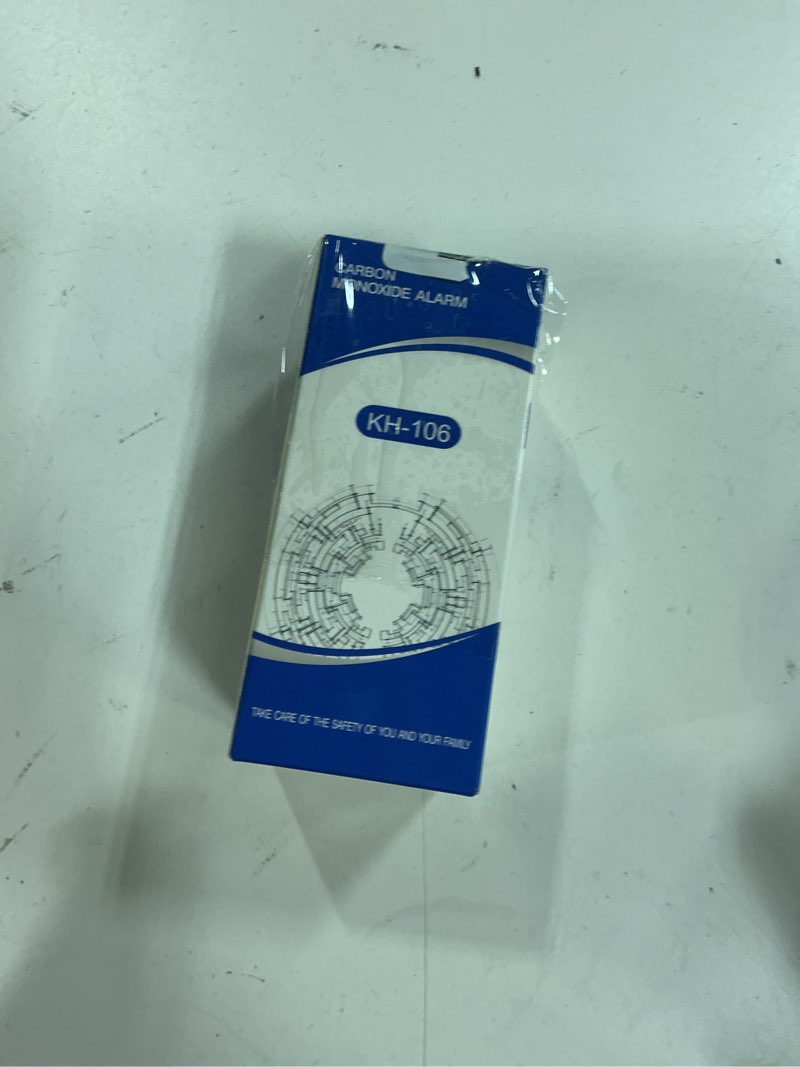 CARBON
MONOXIDE ALARM
KH-106
TAKE CARE OF THE SAFETY OF YOU AND YOUR FAMILY